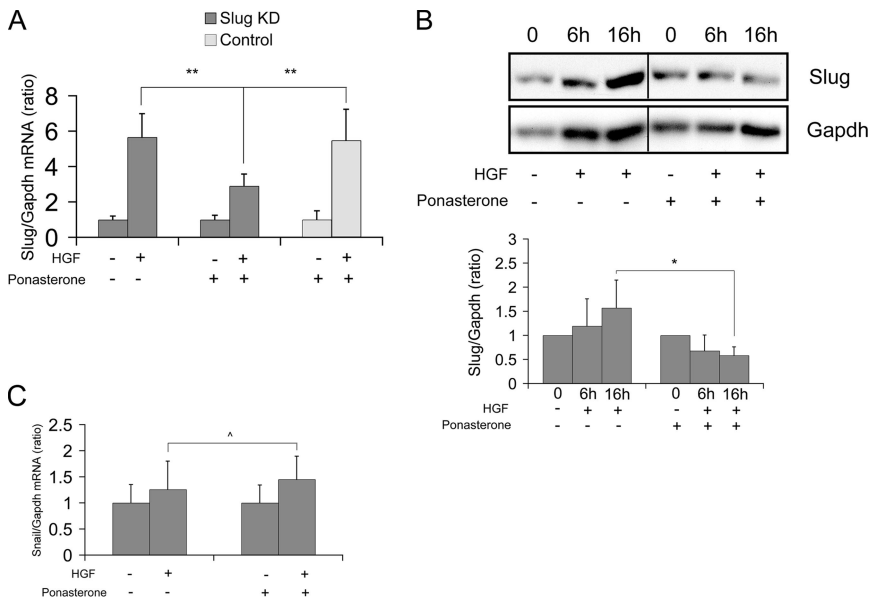 A
Slug KD
Control
** **
Slug/Gapdh mRNA (ratio)
8
6
4
2
0
HGF - + - + - +
Ponasterone - - + + + +
B
0 6h 16h 0 6h 16h
Slug
Gapdh
HGF - + + - + +
Ponasterone - - - + + +
Slug/Gapdh (ratio)
3
2.5
2
1.5
1
0.5
0
*
0 6h 16h 0 6h 16h
HGF - + + - + +
Ponasterone - - - + + +
C
Snail/Gapdh mRNA (ratio)
2.5
2
1.5
1
0.5
0
^
HGF - + - +
Ponasterone - - + +